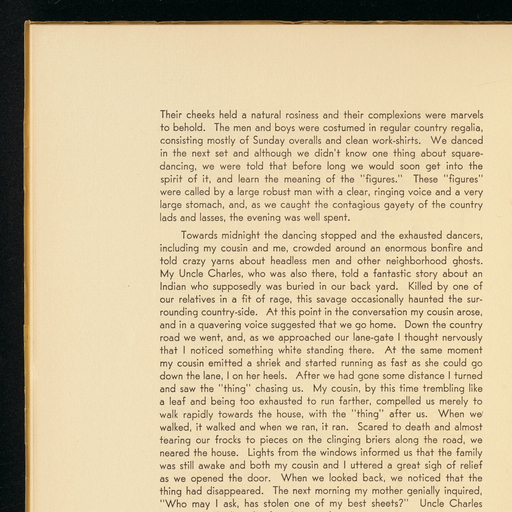 Their cheeks held a natural rosiness and their complexions were marvels
to behold. The men and boys were costumed in regular country regalia,
consisting mostly of Sunday overalls and clean work-shirts. We danced
in the next set and although we didn't know one thing about square-
dancing, we were told that before long we would soon get into the
spirit of it, and learn the meaning of the "figures." These "figures"
were called by a large robust man with a clear, ringing voice and a very
large stomach, and, as we caught the contagious gayety of the country
lads and lasses, the evening was well spent.
Towards midnight the dancing stopped and the exhausted dancers,
including my cousin and me, crowded around an enormous bonfire and
told crazy yarns about headless men and other neighborhood ghosts.
My Uncle Charles, who was also there, told a fantastic story about an
Indian who supposedly was buried in our back yard. Killed by one of
our relatives in a fit of rage, this savage occasionally haunted the sur-
rounding country-side. At this point in the conversation my cousin arose,
and in a quavering voice suggested that we go home. Down the country
road we went, and, as we approached our lane-gate I thought nervously
that I noticed something white standing there. At the same moment
my cousin emitted a shriek and started running as fast as she could go
down the lane, I on her heels. After we had gone some distance I turned
and saw the "thing" chasing us. My cousin, by this time trembling like
a leaf and being too exhausted to run farther, compelled us merely to
walk rapidly towards the house, with the "thing" after us. When we
walked, it walked and when we ran, it ran. Scared to death and almost
tearing our frocks to pieces on the clinging briers along the road, we
neared the house. Lights from the windows informed us that the family
was still awake and both my cousin and I uttered a great sigh of relief
as we opened the door. When we looked back, we noticed that the
thing had disappeared. The next morning my mother genially inquired,
"Who may I ask, has stolen one of my best sheets?" Uncle Charles